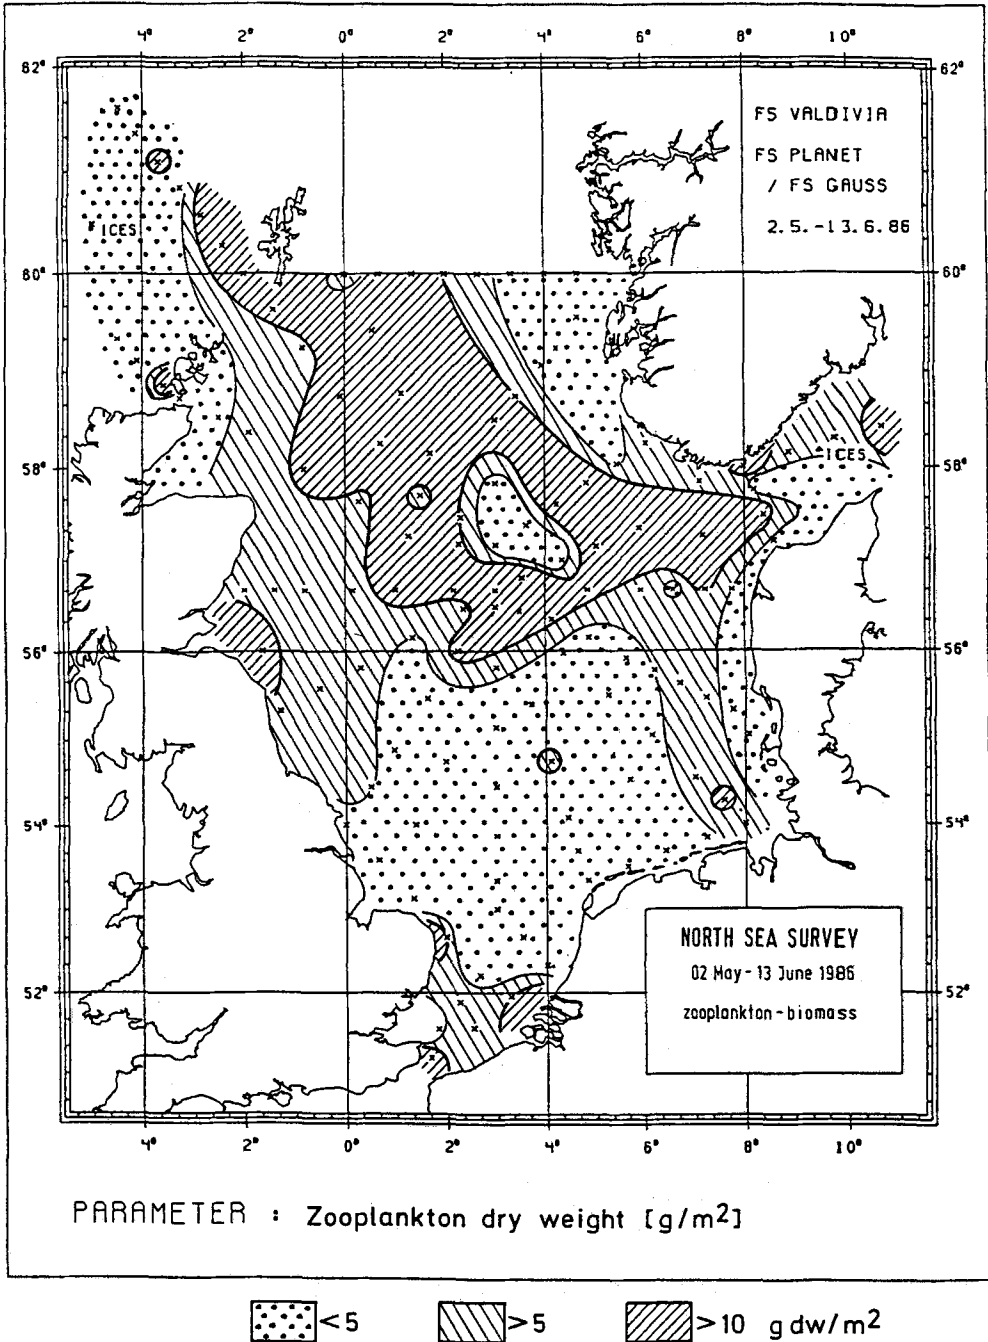 4° 2° 0° 2° 4° 6° 8° 10°
62° 62°
FS VALDIVIA
FS PLANET
/ FS GAUSS
2.5.-13.6.86
ICES
60° 60°
58° 58°
ICES
56° 56°
54° 54°
NORTH SEA SURVEY
02 May - 13 June 1986
zooplankton - biomass
52° 52°
4° 2° 0° 2° 4° 6° 8° 10°
PARAMETER : Zooplankton dry weight [g/m²]
<5 >5 >10 g dw/m²